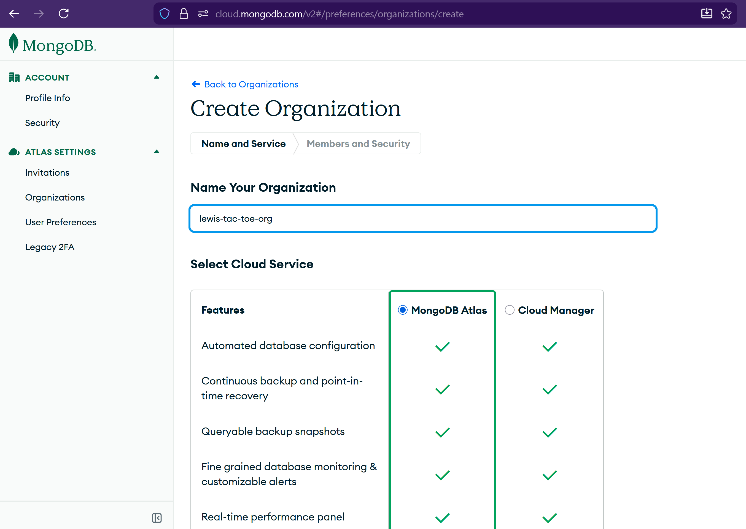 cloud.mongodb.com/v2#/preferences/organizations/create
MongoDB.
ACCOUNT
Profile Info
Security
ATLAS SETTINGS
Invitations
Organizations
User Preferences
Legacy 2FA
Back to Organizations
Create Organization
Name and Service
Members and Security
Name Your Organization
lewis-tac-toe-org
Select Cloud Service
Features
MongoDB Atlas
Cloud Manager
Automated database configuration
Continuous backup and point-in-
time recovery
Queryable backup snapshots
Fine grained database monitoring &
customizable alerts
Real-time performance panel